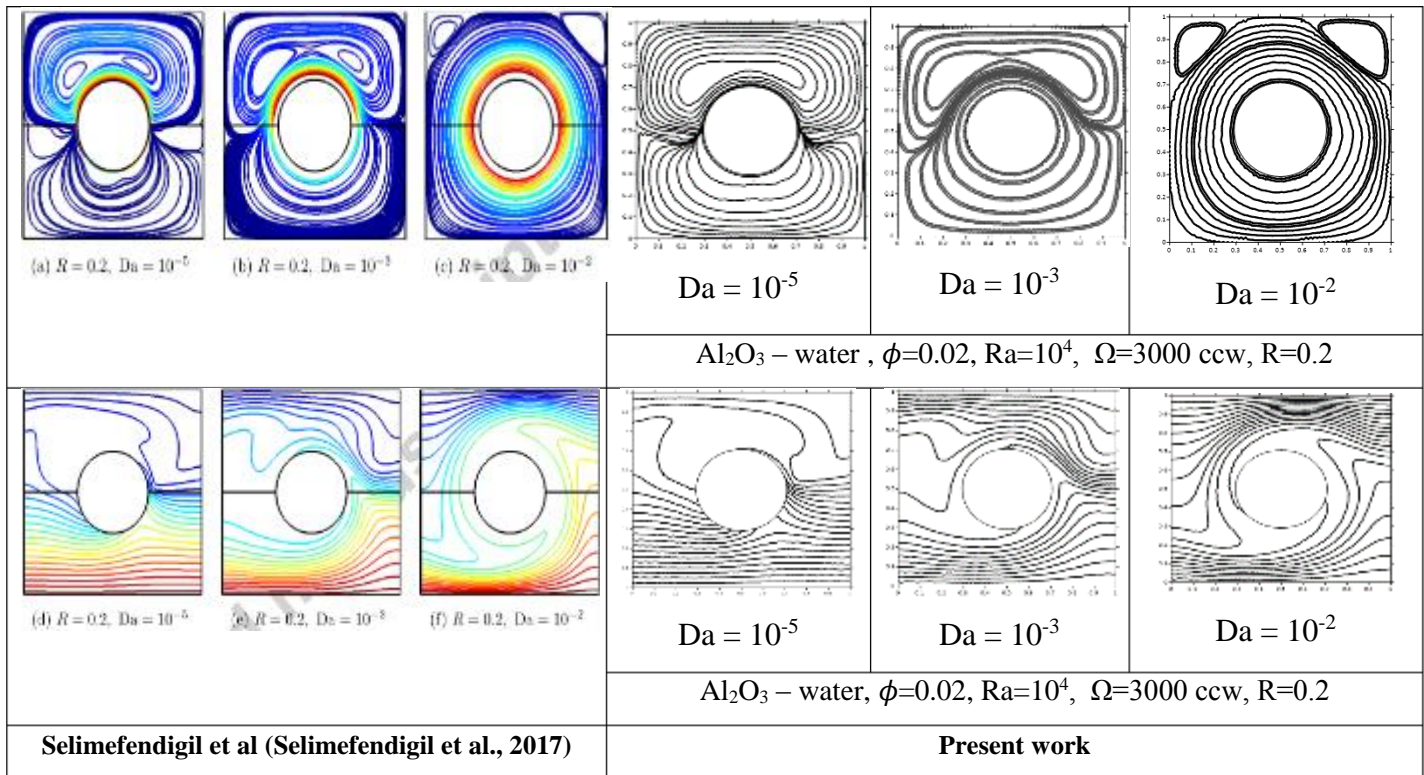 (a) R = 0.2, Da = 10⁻⁵
(b) R = 0.2, Da = 10⁻³
(c) R = 0.2, Da = 10⁻²
Da = 10⁻⁵
Da = 10⁻³
Da = 10⁻²
Al₂O₃ – water , ϕ=0.02, Ra=10⁴, Ω=3000 ccw, R=0.2
(d) R = 0.2, Da = 10⁻⁵
(e) R = 0.2, Da = 10⁻³
(f) R = 0.2, Da = 10⁻²
Da = 10⁻⁵
Da = 10⁻³
Da = 10⁻²
Al₂O₃ – water, ϕ=0.02, Ra=10⁴, Ω=3000 ccw, R=0.2
Selimefendigil et al (Selimefendigil et al., 2017)
Present work